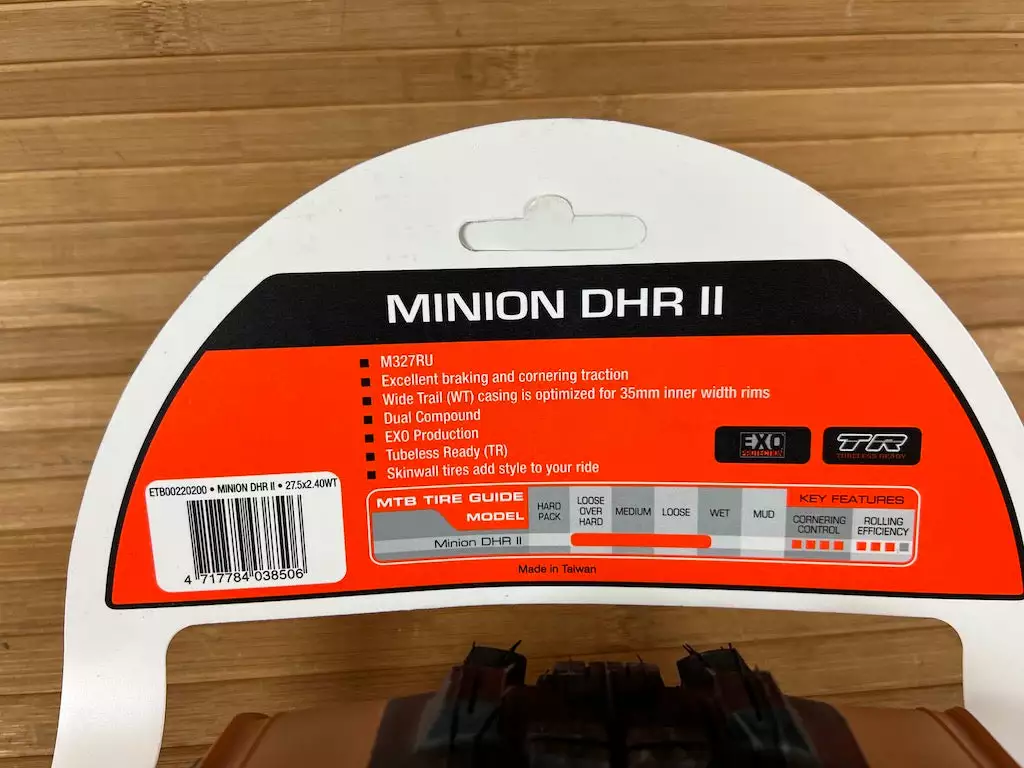 MINION DHR II
M327RU
Excellent braking and cornering traction
Wide Trail (WT) casing is optimized for 35mm inner width rims
Dual Compound
EXO Production
Tubeless Ready (TR)
Skinwall tires add style to your ride
EXO
PROTECTION
TR
TUBELESS READY
ETB00220200 • MINION DHR II • 27.5x2.40WT
4 717784 038506
MTB TIRE GUIDE
MODEL
HARD PACK
LOOSE OVER HARD
MEDIUM
LOOSE
WET
MUD
KEY FEATURES
CORNERING CONTROL
ROLLING EFFICIENCY
Minion DHR II
Made in Taiwan